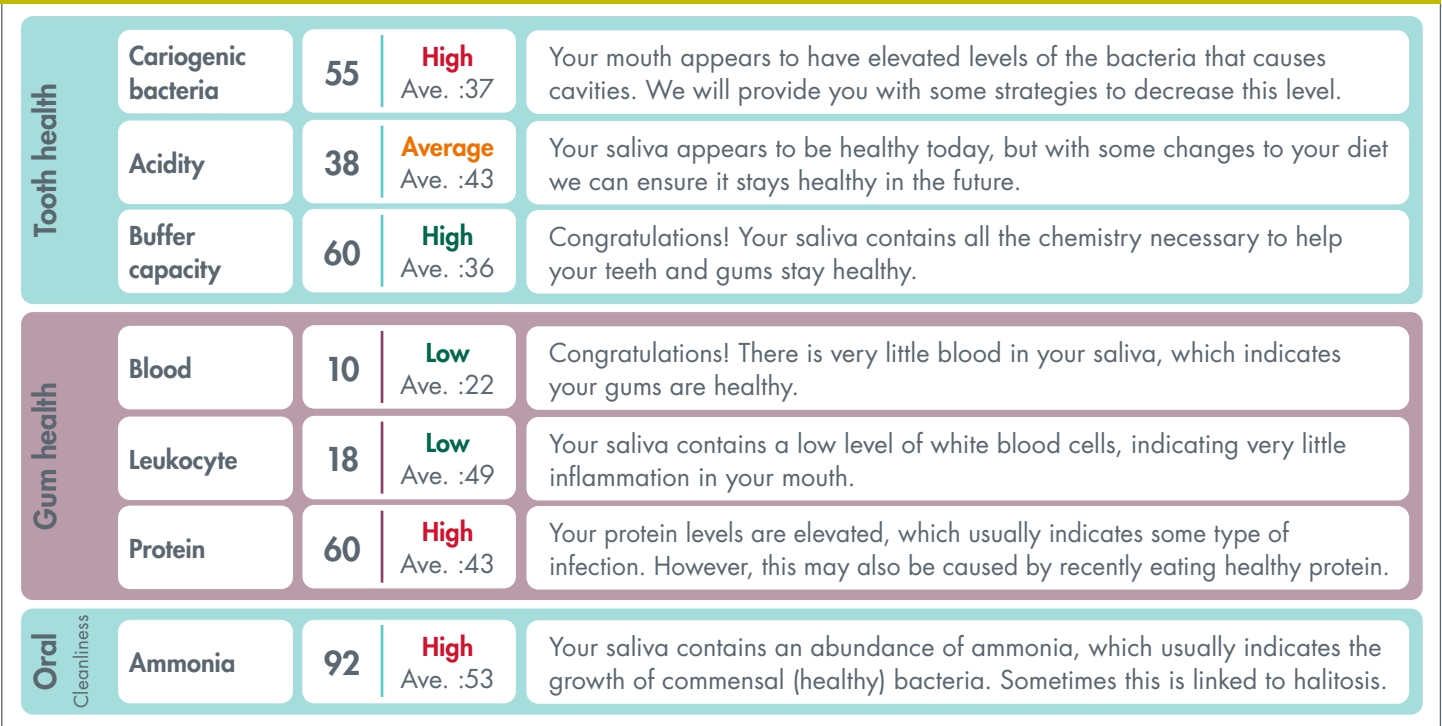 Tooth health
Cariogenic
bacteria
55
High
Ave. :37
Your mouth appears to have elevated levels of the bacteria that causes
cavities. We will provide you with some strategies to decrease this level.
Acidity
38
Average
Ave. :43
Your saliva appears to be healthy today, but with some changes to your diet
we can ensure it stays healthy in the future.
Buffer
capacity
60
High
Ave. :36
Congratulations! Your saliva contains all the chemistry necessary to help
your teeth and gums stay healthy.
Gum health
Blood
10
Low
Ave. :22
Congratulations! There is very little blood in your saliva, which indicates
your gums are healthy.
Leukocyte
18
Low
Ave. :49
Your saliva contains a low level of white blood cells, indicating very little
inflammation in your mouth.
Protein
60
High
Ave. :43
Your protein levels are elevated, which usually indicates some type of
infection. However, this may also be caused by recently eating healthy protein.
Oral
Cleanliness
Ammonia
92
High
Ave. :53
Your saliva contains an abundance of ammonia, which usually indicates the
growth of commensal (healthy) bacteria. Sometimes this is linked to halitosis.